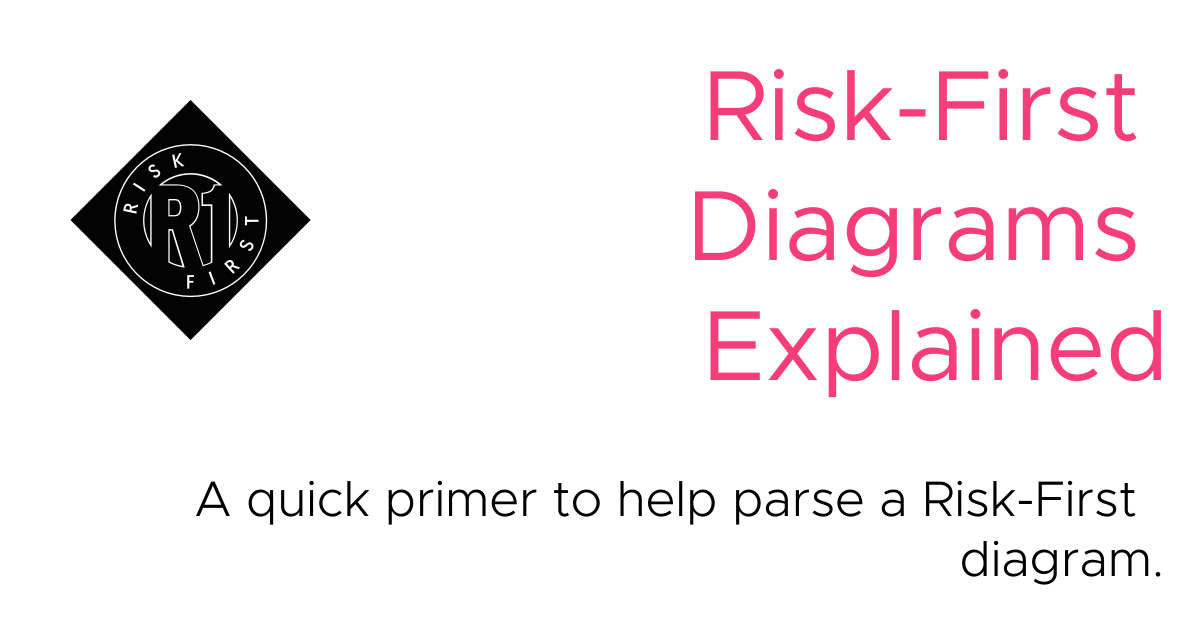 RISK
R1
FIRST
Risk-First
Diagrams
Explained
A quick primer to help parse a Risk-First
diagram.